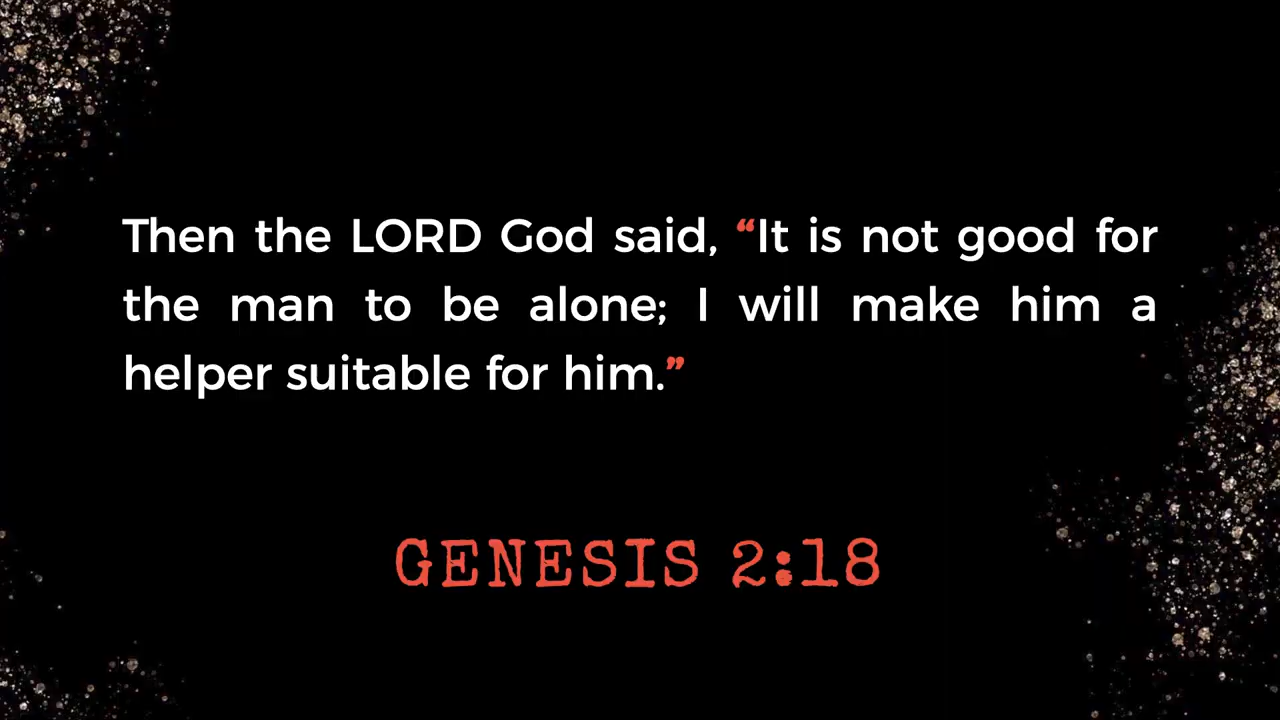 Then the LORD God said, “It is not good for
the man to be alone; I will make him a
helper suitable for him.”
GENESIS 2:18